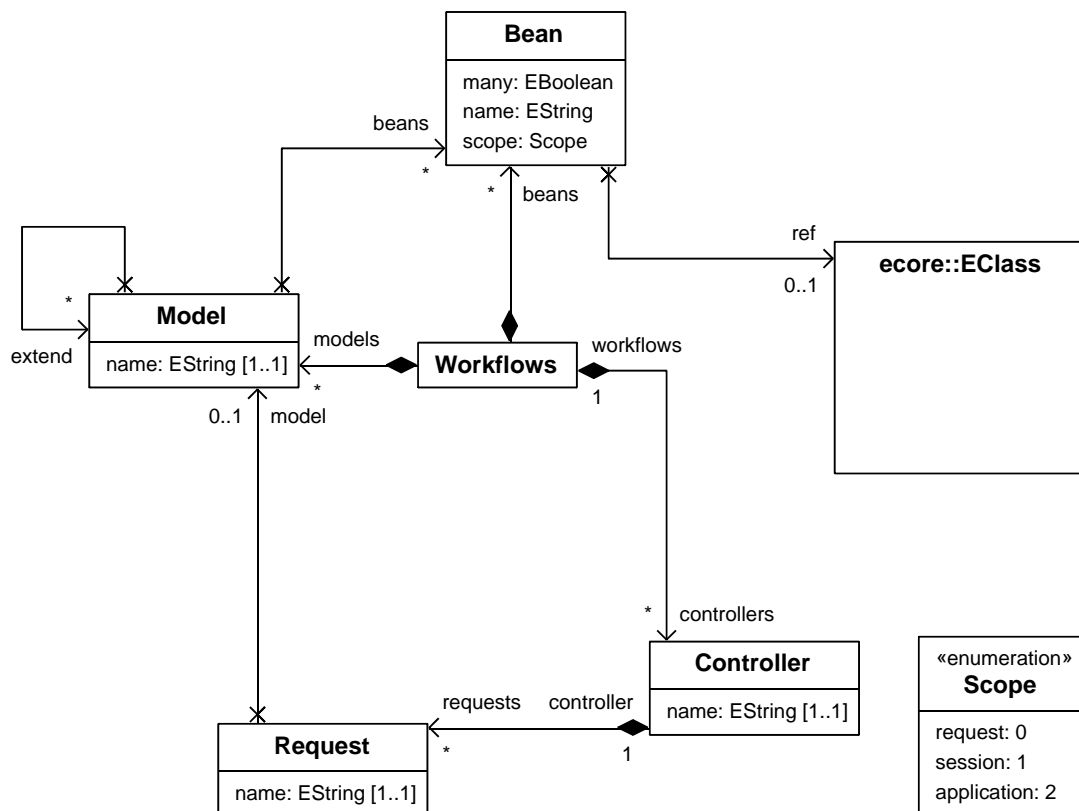 Bean
many: EBoolean
name: EString
scope: Scope
beans
*
*
beans
ref
0..1
ecore::EClass
*
extend
Model
name: EString [1..1]
models
*
Workflows
workflows
1
0..1
model
*
controllers
Controller
name: EString [1..1]
requests
*
controller
1
Request
name: EString [1..1]
«enumeration»
Scope
request: 0
session: 1
application: 2